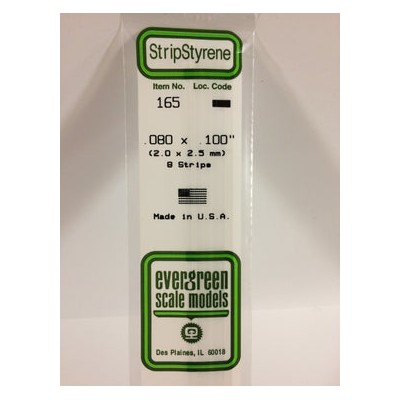 StripStyrene
Item No. Loc. Code
165
.080 x .100"
(2.0 x 2.5 mm)
8 Strips
Made in U.S.A.
evergreen
scale models
Des Plaines, IL 60018